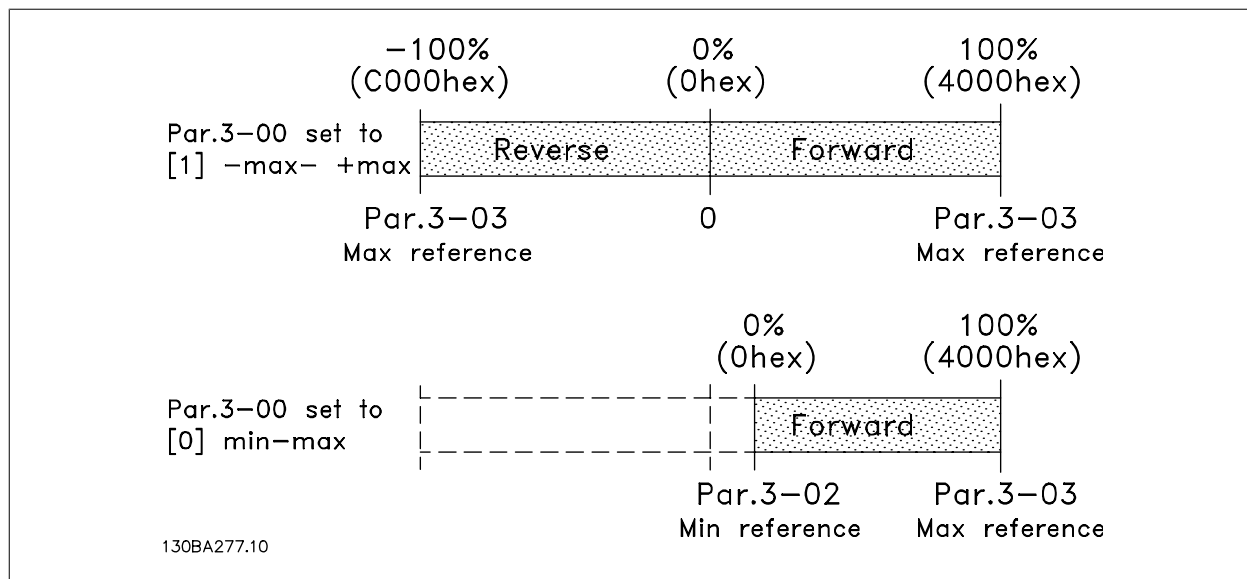 -100% 0% 100%
(C000hex) (0hex) (4000hex)
Par.3-00 set to
[1] -max- +max
Reverse Forward
Par.3-03 0 Par.3-03
Max reference Max reference
0% 100%
(0hex) (4000hex)
Par.3-00 set to
[0] min-max
Forward
Par.3-02 Par.3-03
Min reference Max reference
130BA277.10